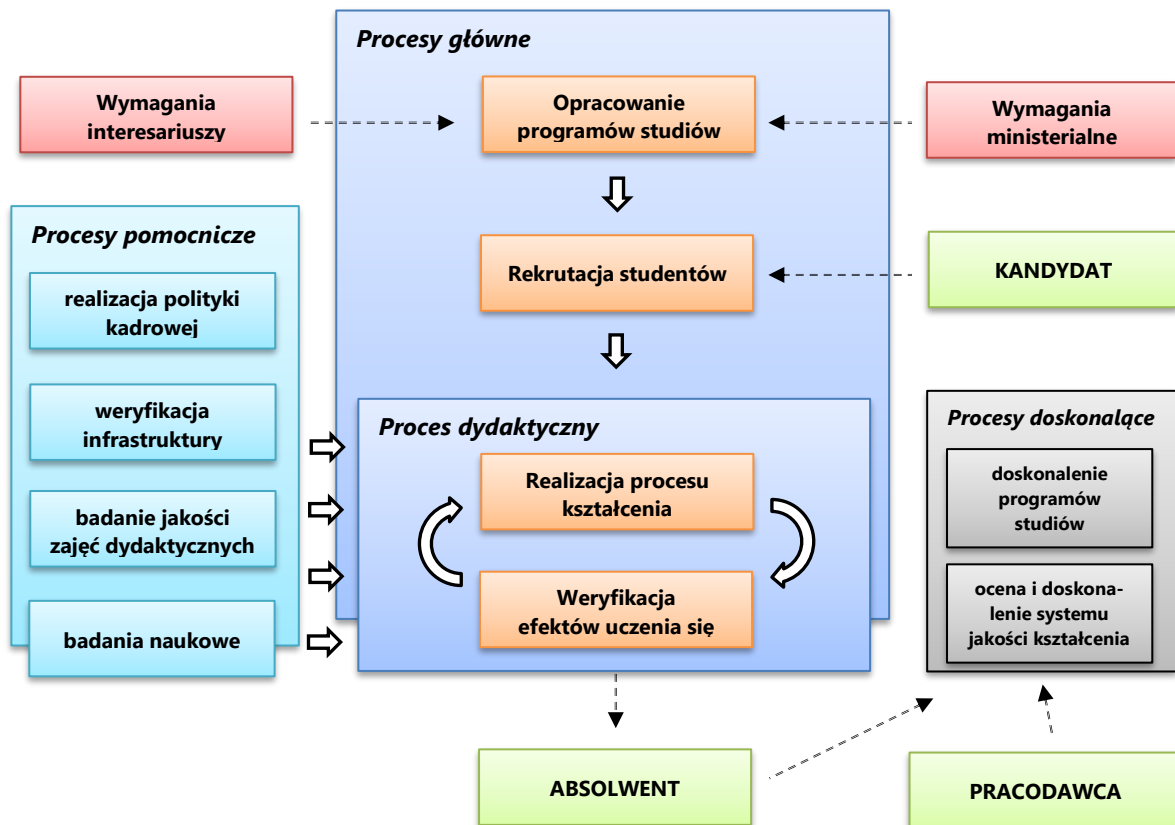 Procesy główne
Wymagania
interesariuszy
Opracowanie
programów studiów
Wymagania
ministerialne
Procesy pomocnicze
realizacja polityki
kadrowej
weryfikacja
infrastruktury
badanie jakości
zajęć dydaktycznych
badania naukowe
Rekrutacja studentów
KANDYDAT
Proces dydaktyczny
Realizacja procesu
kształcenia
Weryfikacja
efektów uczenia się
Procesy doskonalące
doskonalenie
programów
studiów
ocena i doskona-
lenie systemu
jakości kształcenia
ABSOLWENT
PRACODAWCA